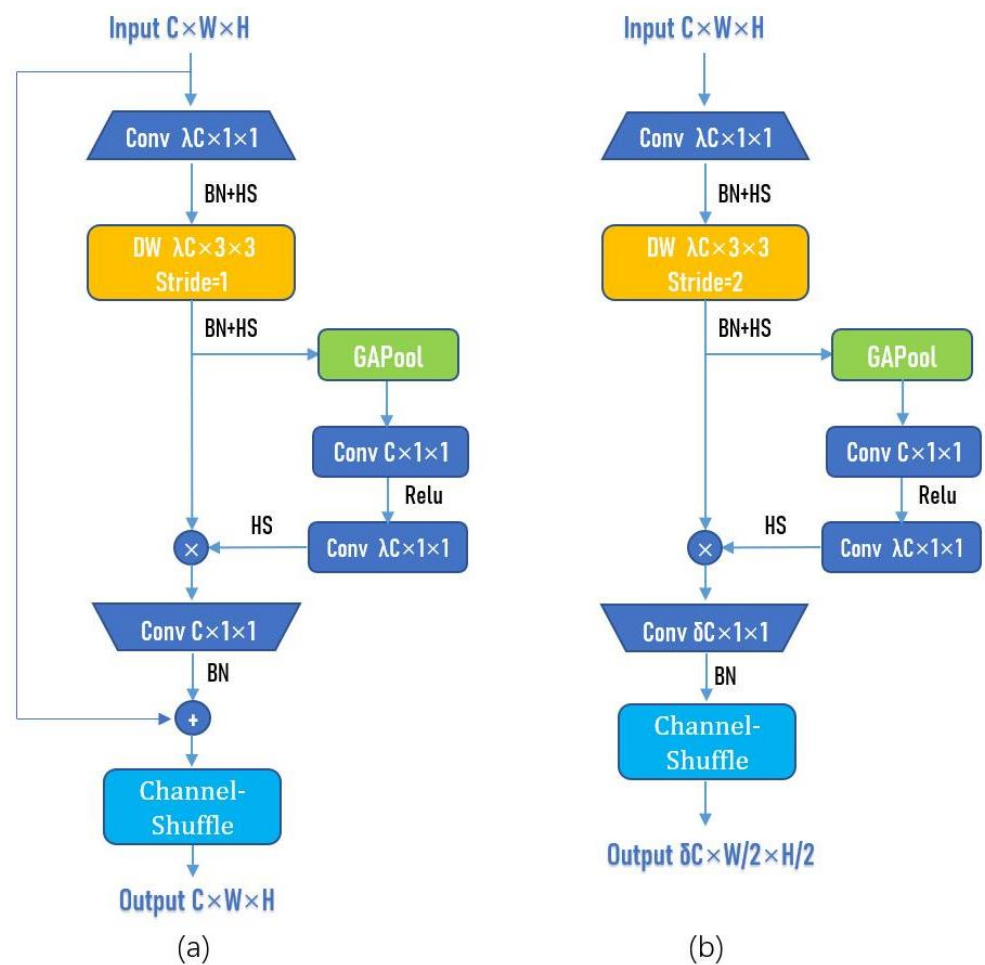 Input C×W×H
Conv λC×1×1
BN+HS
DW λC×3×3
Stride=1
BN+HS
GAPool
Conv C×1×1
Relu
HS
Conv λC×1×1
×
Conv C×1×1
BN
+
Channel-
Shuffle
Output C×W×H
(a)
Input C×W×H
Conv λC×1×1
BN+HS
DW λC×3×3
Stride=2
BN+HS
GAPool
Conv C×1×1
Relu
HS
Conv λC×1×1
×
Conv δC×1×1
BN
Channel-
Shuffle
Output δC×W/2×H/2
(b)